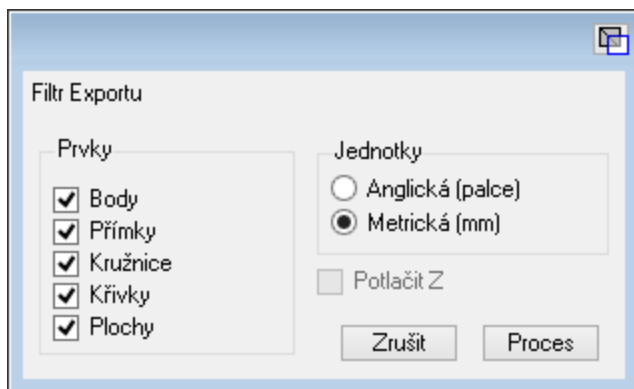 Filtr Exportu
Prvky
Body
Přímky
Kružnice
Křivky
Plochy
Jednotky
Anglická (palce)
Metrická (mm)
Potlačit Z
Zrušit
Proces